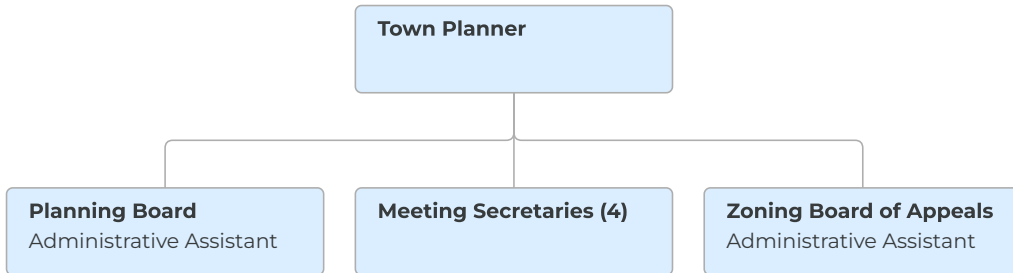 Town Planner
Planning Board
Administrative Assistant
Meeting Secretaries (4)
Zoning Board of Appeals
Administrative Assistant